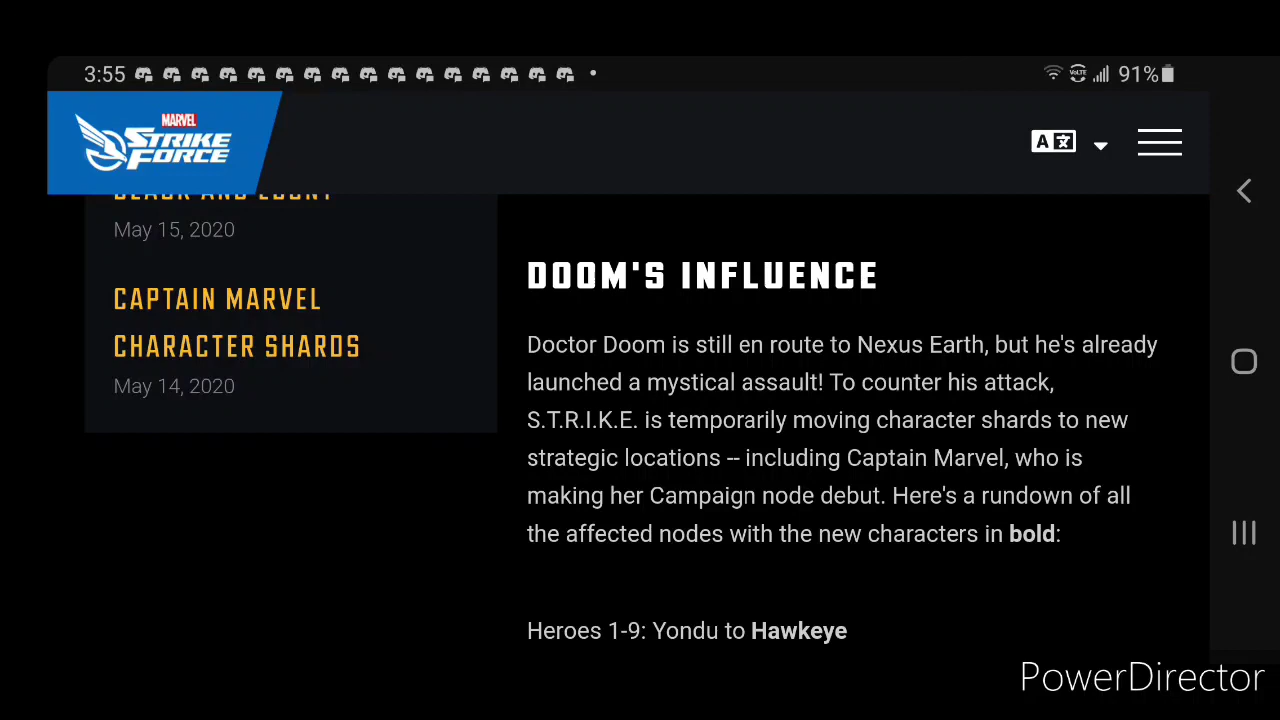 3:55
VoLTE
91%
MARVEL
STRIKE
FORCE
A
May 15, 2020
CAPTAIN MARVEL
CHARACTER SHARDS
May 14, 2020
DOOM'S INFLUENCE
Doctor Doom is still en route to Nexus Earth, but he's already
launched a mystical assault! To counter his attack,
S.T.R.I.K.E. is temporarily moving character shards to new
strategic locations -- including Captain Marvel, who is
making her Campaign node debut. Here's a rundown of all
the affected nodes with the new characters in bold:
Heroes 1-9: Yondu to Hawkeye
PowerDirector